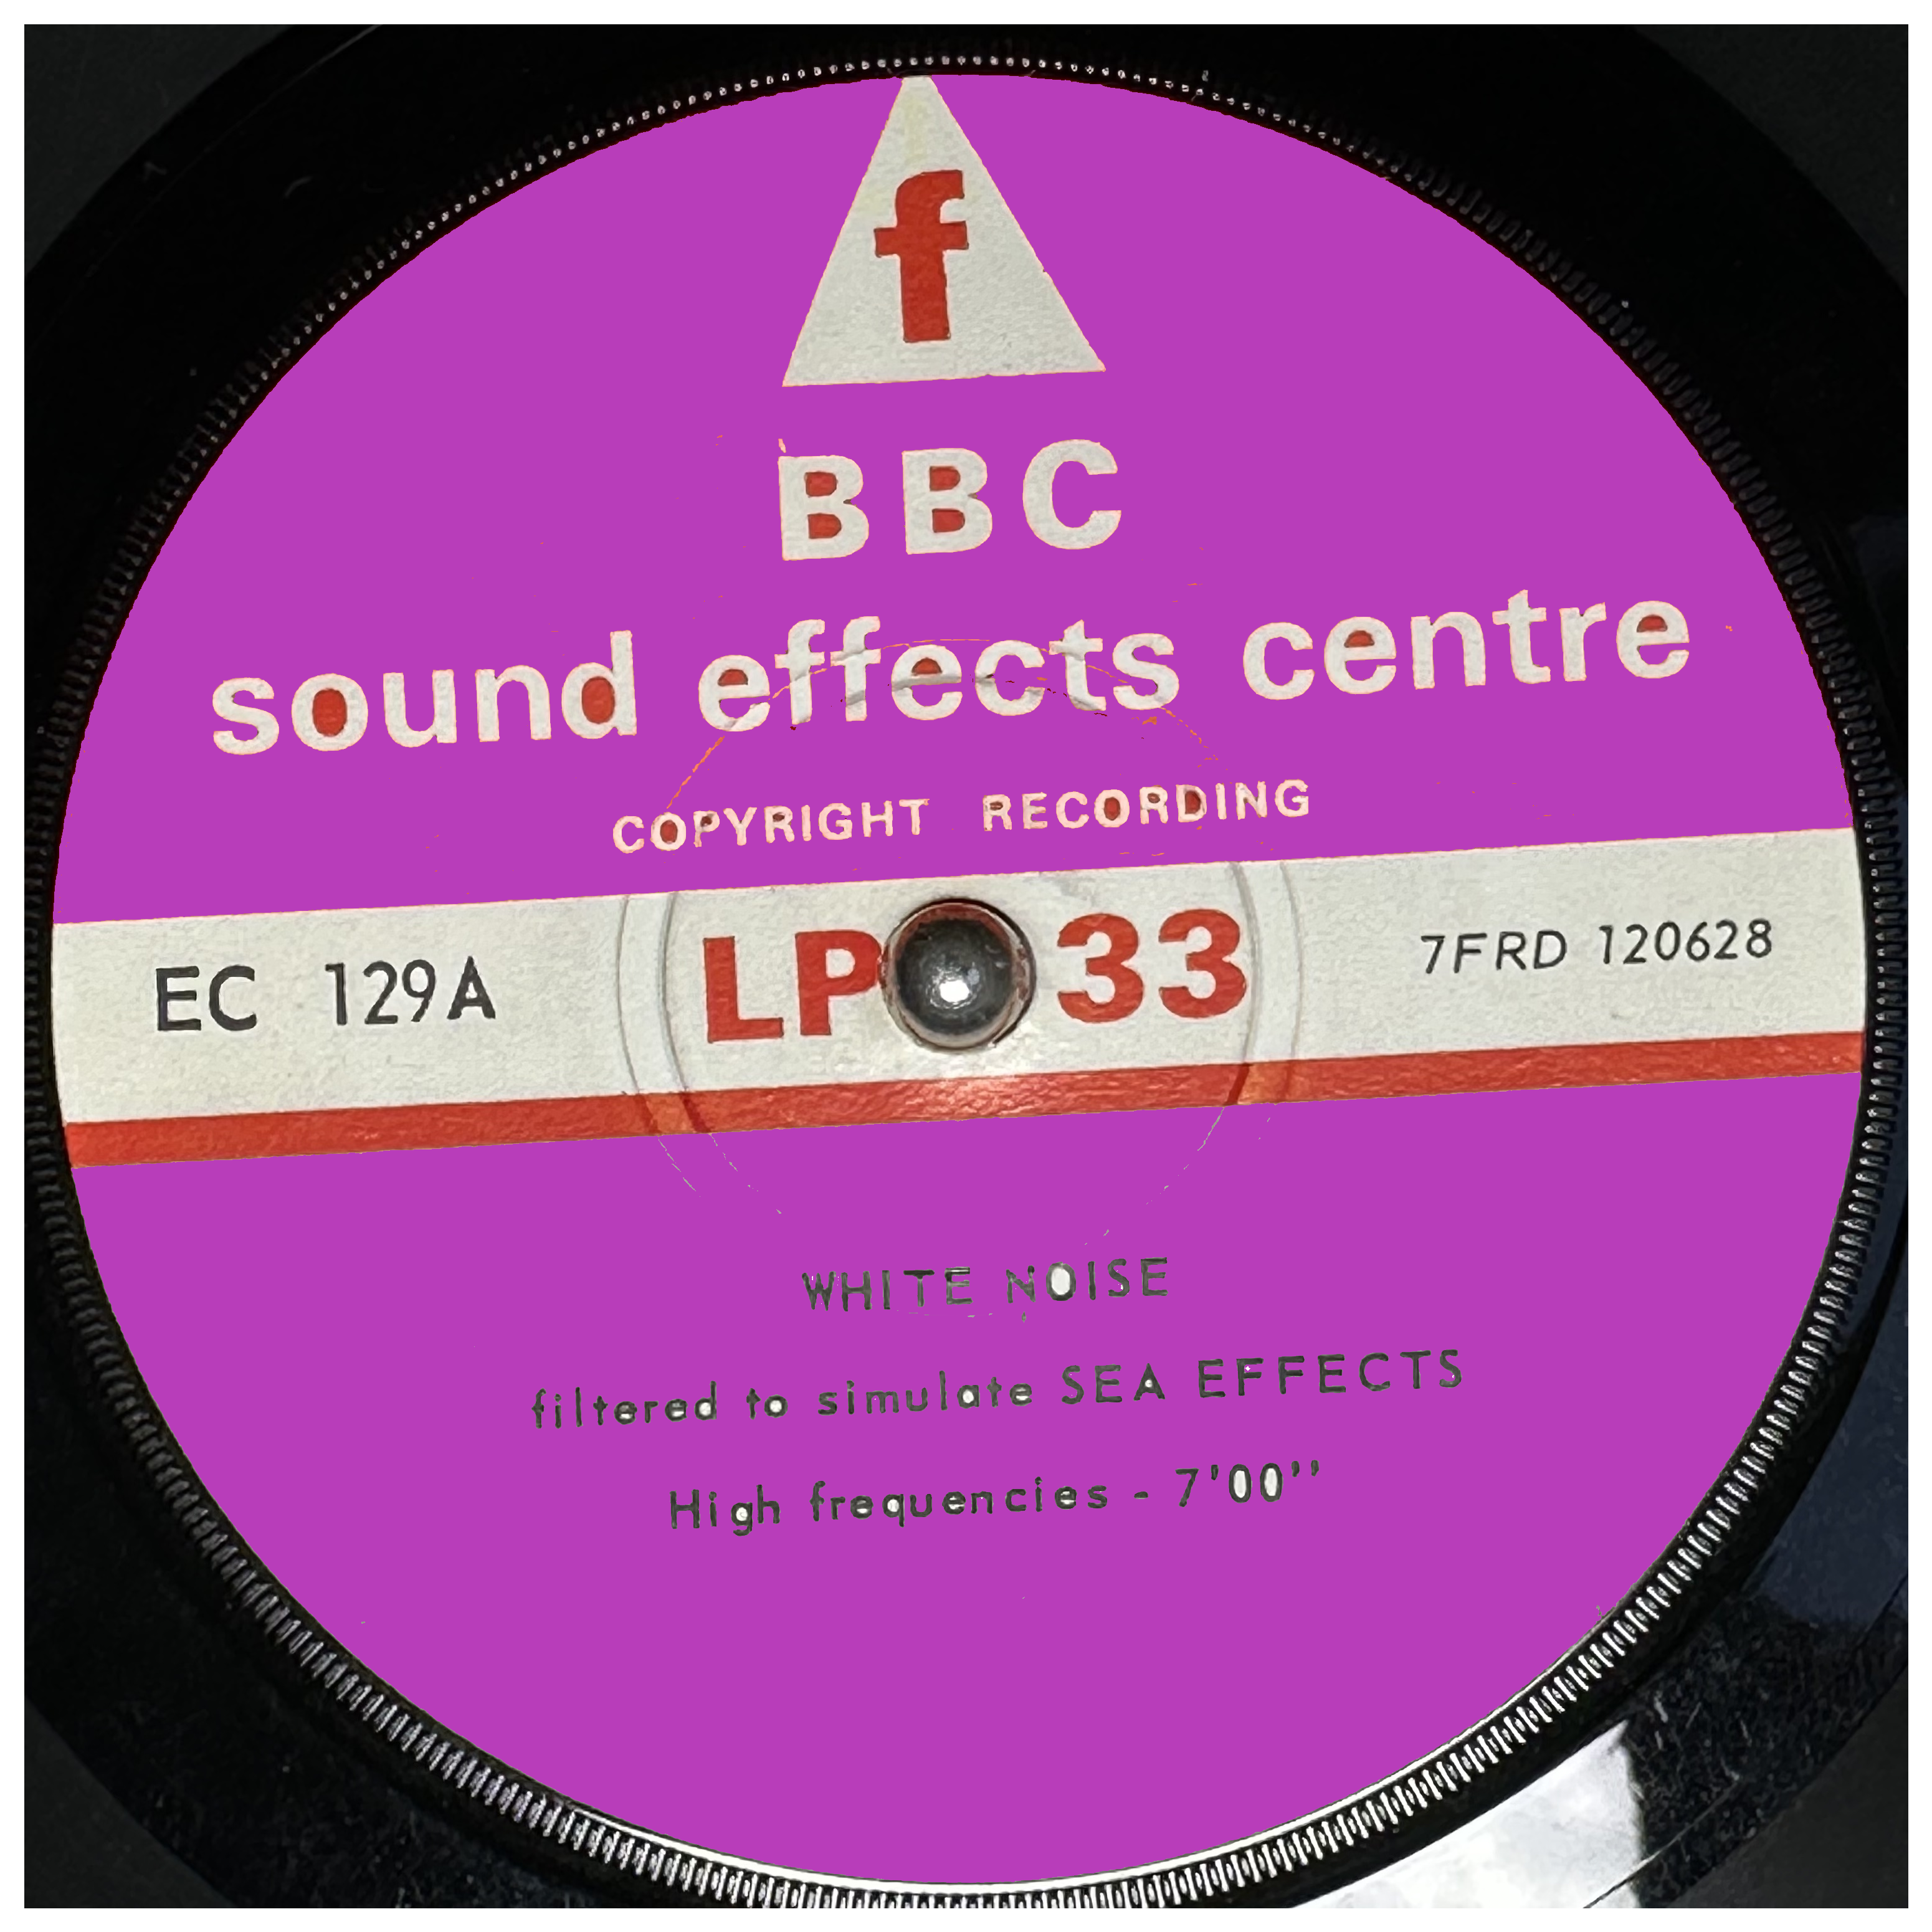 f
BBC
sound effects centre
COPYRIGHT RECORDING
EC 129A LP 33 7FRD 120628
WHITE NOISE
filtered to simulate SEA EFFECTS
High frequencies - 7'00''